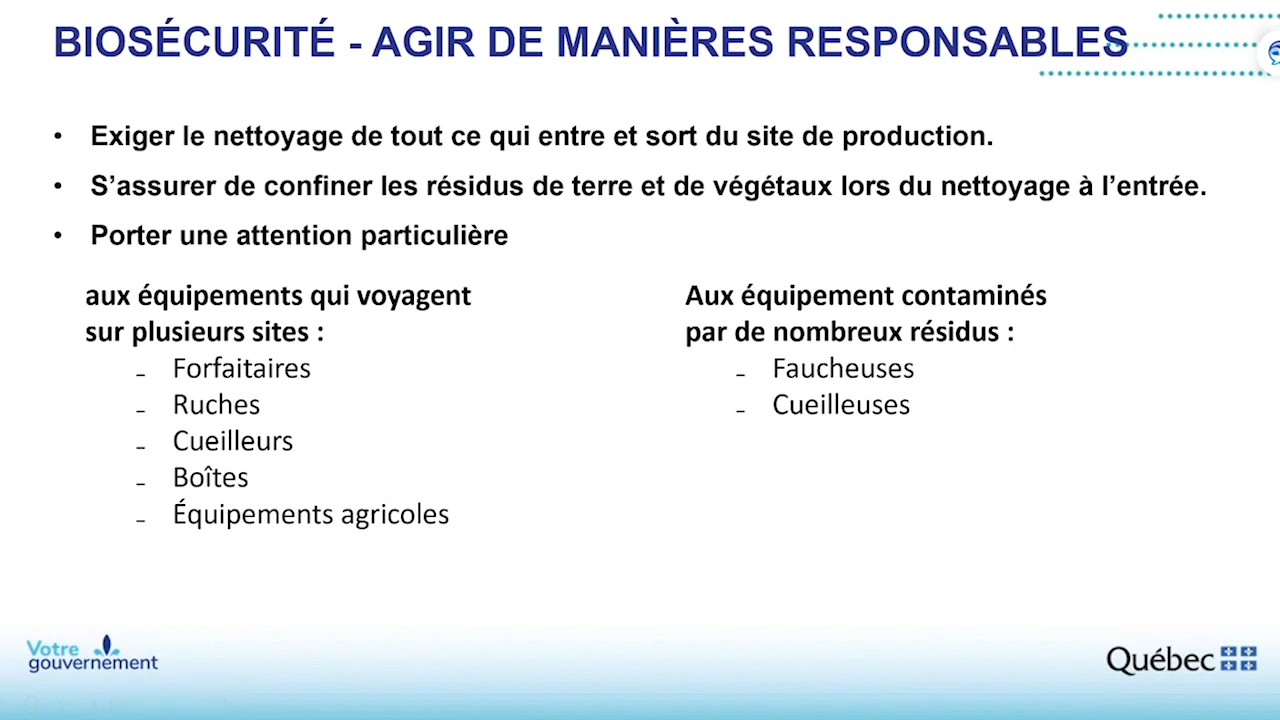 BIOSÉCURITÉ - AGIR DE MANIÈRES RESPONSABLES
• Exiger le nettoyage de tout ce qui entre et sort du site de production.
• S’assurer de confiner les résidus de terre et de végétaux lors du nettoyage à l’entrée.
• Porter une attention particulière
aux équipements qui voyagent
sur plusieurs sites :
– Forfaitaires
– Ruches
– Cueilleurs
– Boîtes
– Équipements agricoles
Aux équipement contaminés
par de nombreux résidus :
– Faucheuses
– Cueilleuses
Votre
gouvernement
Québec